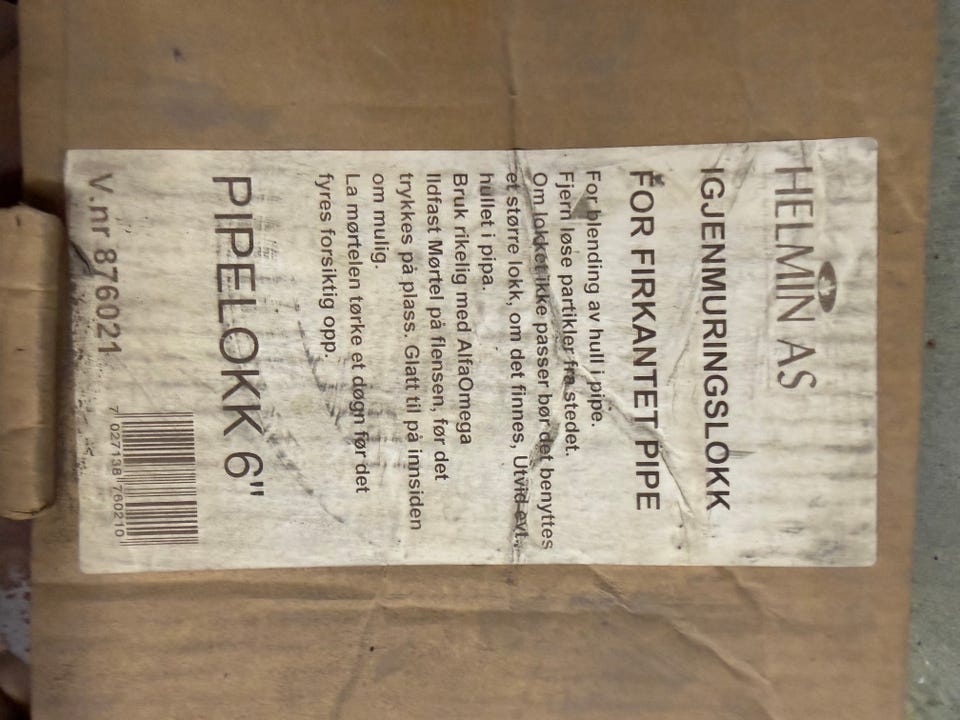 HELMIN AS
IGJENMURINGSLOKK
FOR FIRKANTET PIPE
For blending av hull i pipe.
Fjern løse partikler fra stedet.
Om lokket ikke passer bør det benyttes
et større lokk, om det finnes, Utvid evt.
hullet i pipa.
Bruk rikelig med AlfaOmega
Ildfast Mørtel på flensen, før det
trykkes på plass. Glatt til på innsiden
om mulig.
La mørtelen tørke et døgn før det
fyres forsiktig opp.
PIPELOKK 6"
V.nr 876021
7 027138 760210